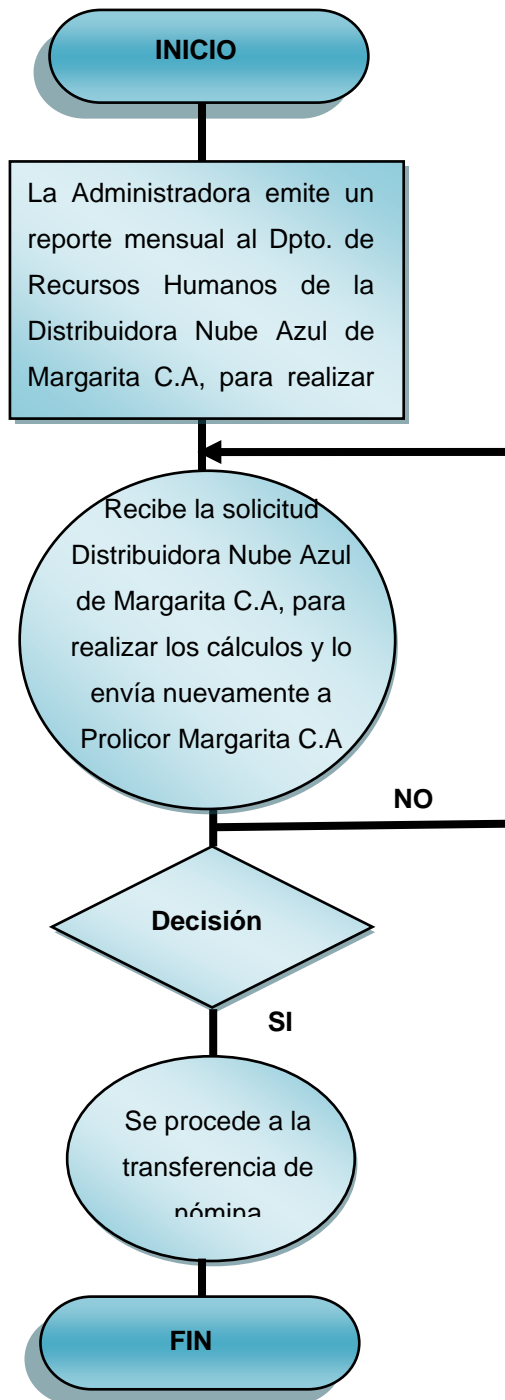 INICIO
La Administradora emite un
reporte mensual al Dpto. de
Recursos Humanos de la
Distribuidora Nube Azul de
Margarita C.A, para realizar
Recibe la solicitud
Distribuidora Nube Azul
de Margarita C.A, para
realizar los cálculos y lo
envía nuevamente a
Prolicor Margarita C.A
NO
Decisión
SI
Se procede a la
transferencia de
nómina
FIN